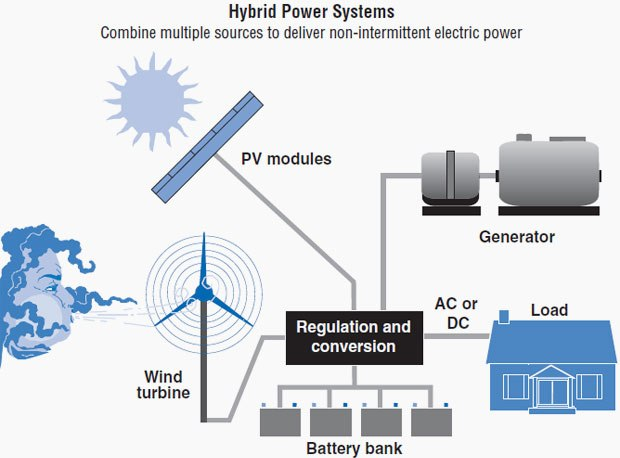 Hybrid Power Systems
Combine multiple sources to deliver non-intermittent electric power
PV modules
Generator
AC or
DC
Load
Regulation and
conversion
Wind
turbine
Battery bank